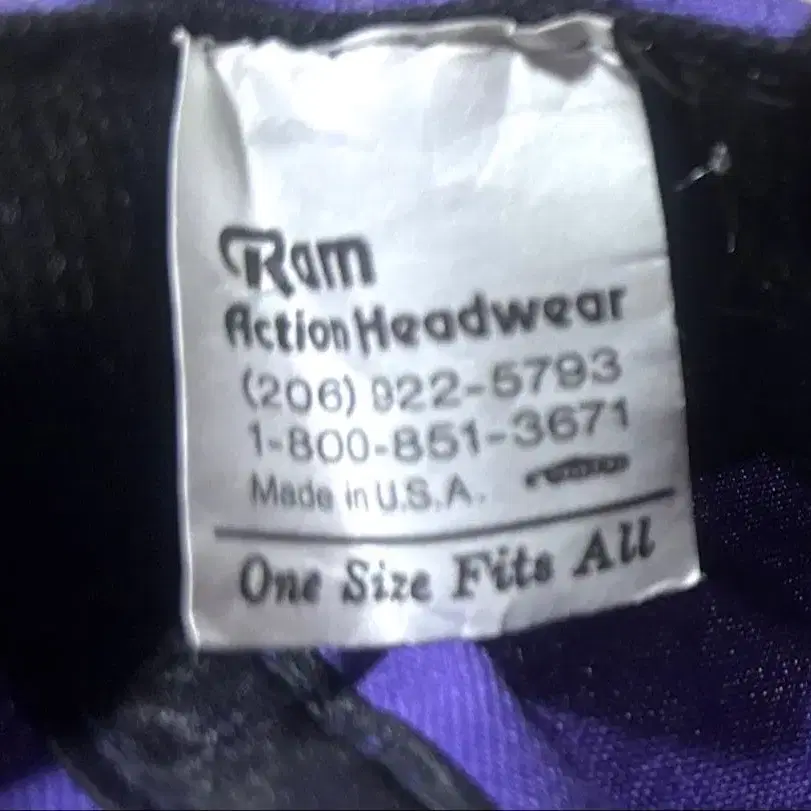 Ram
Action Headwear
(206) 922-5793
1-800-851-3671
Made in U.S.A.
One Size Fits All